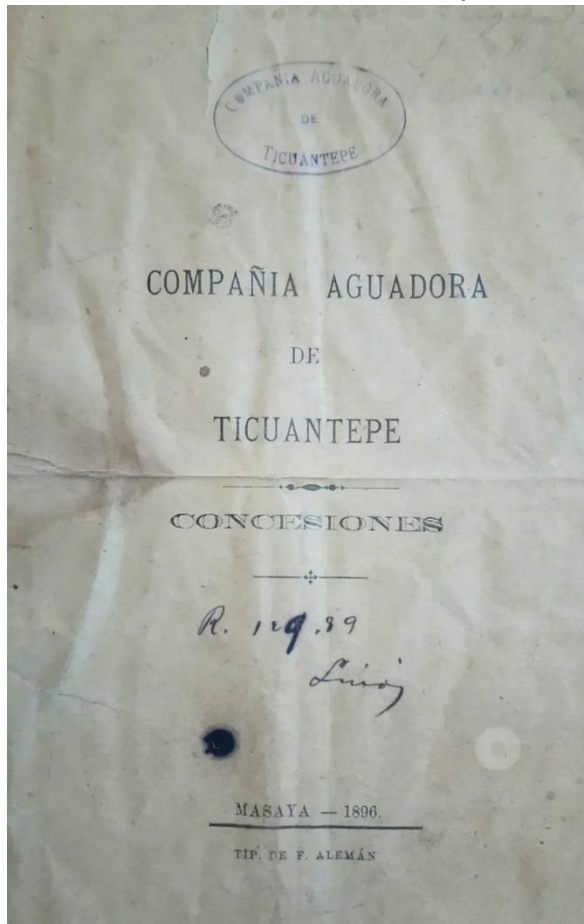 COMPAÑIA AGUADORA
DE
TICUANTEPE
COMPAÑIA AGUADORA
DE
TICUANTEPE
CONCESIONES
R. 129.89
MASAYA — 1896.
TIP. DE F. ALEMÁN